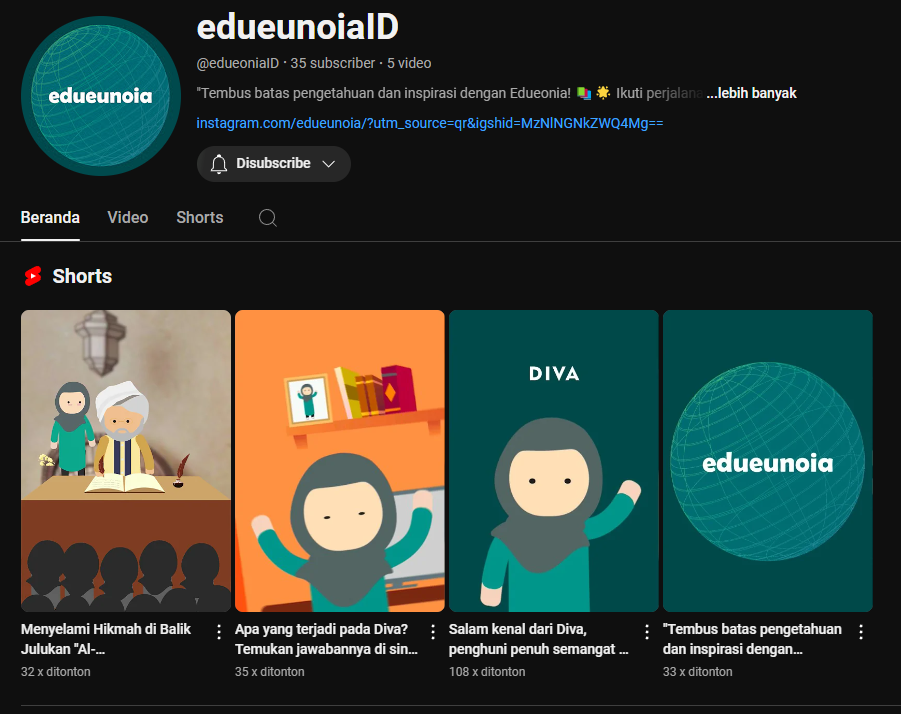 edueunoiaID
edueunoia
@edueoniaID · 35 subscriber · 5 video
"Tembus batas pengetahuan dan inspirasi dengan Edueonia! 📚 🌟 Ikuti perjalana ...lebih banyak
instagram.com/edueunoia/?utm_source=qr&igshid=MzNlNGNkZWQ4Mg==
Disubscribe
Beranda Video Shorts
Shorts
DIVA
edueunoia
Menyelami Hikmah di Balik
Julukan "Al-...
32 x ditonton
Apa yang terjadi pada Diva?
Temukan jawabannya di sin...
35 x ditonton
Salam kenal dari Diva,
penghuni penuh semangat ...
108 x ditonton
"Tembus batas pengetahuan
dan inspirasi dengan...
33 x ditonton